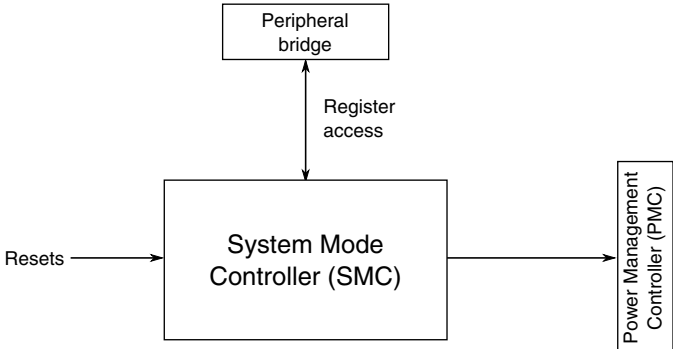 Peripheral
bridge
Register
access
Resets
System Mode
Controller (SMC)
Power Management
Controller (PMC)